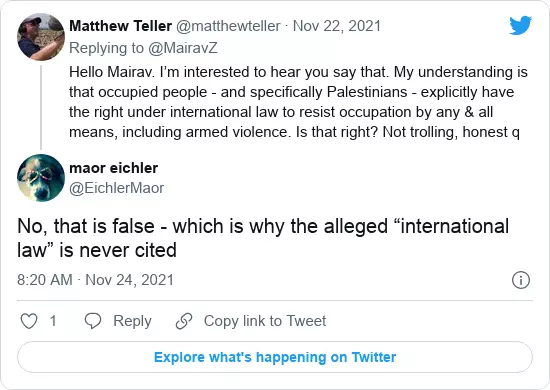 Matthew Teller @matthewteller · Nov 22, 2021
Replying to @MairavZ
Hello Mairav. I’m interested to hear you say that. My understanding is
that occupied people - and specifically Palestinians - explicitly have
the right under international law to resist occupation by any & all
means, including armed violence. Is that right? Not trolling, honest q
maor eichler
@EichlerMaor
No, that is false - which is why the alleged “international
law” is never cited
8:20 AM · Nov 24, 2021
1 Reply Copy link to Tweet
Explore what's happening on Twitter